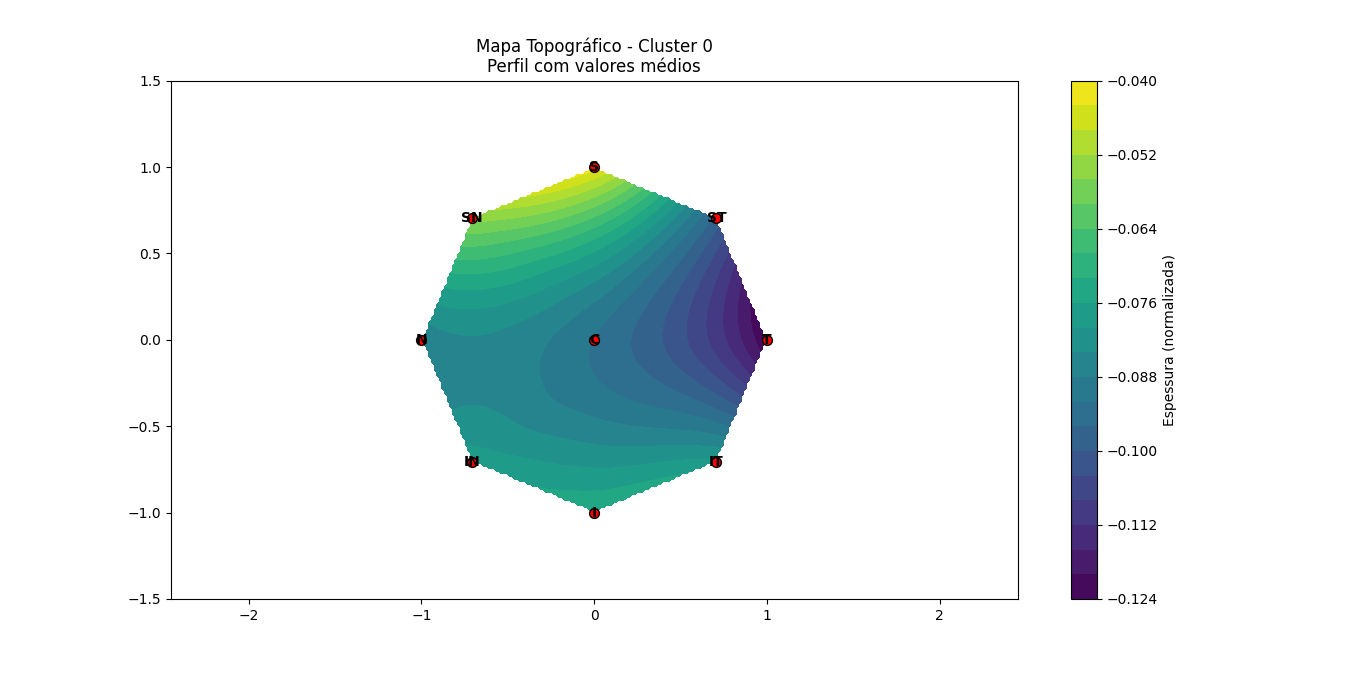 Mapa Topográfico - Cluster 0
Perfil com valores médios
1.5
1.0
0.5
0.0
−0.5
−1.0
−1.5
−2
−1
0
1
2
S
SN
ST
N
C
T
IN
IT
I
−0.040
−0.052
−0.064
−0.076
−0.088
−0.100
−0.112
−0.124
Espessura (normalizada)